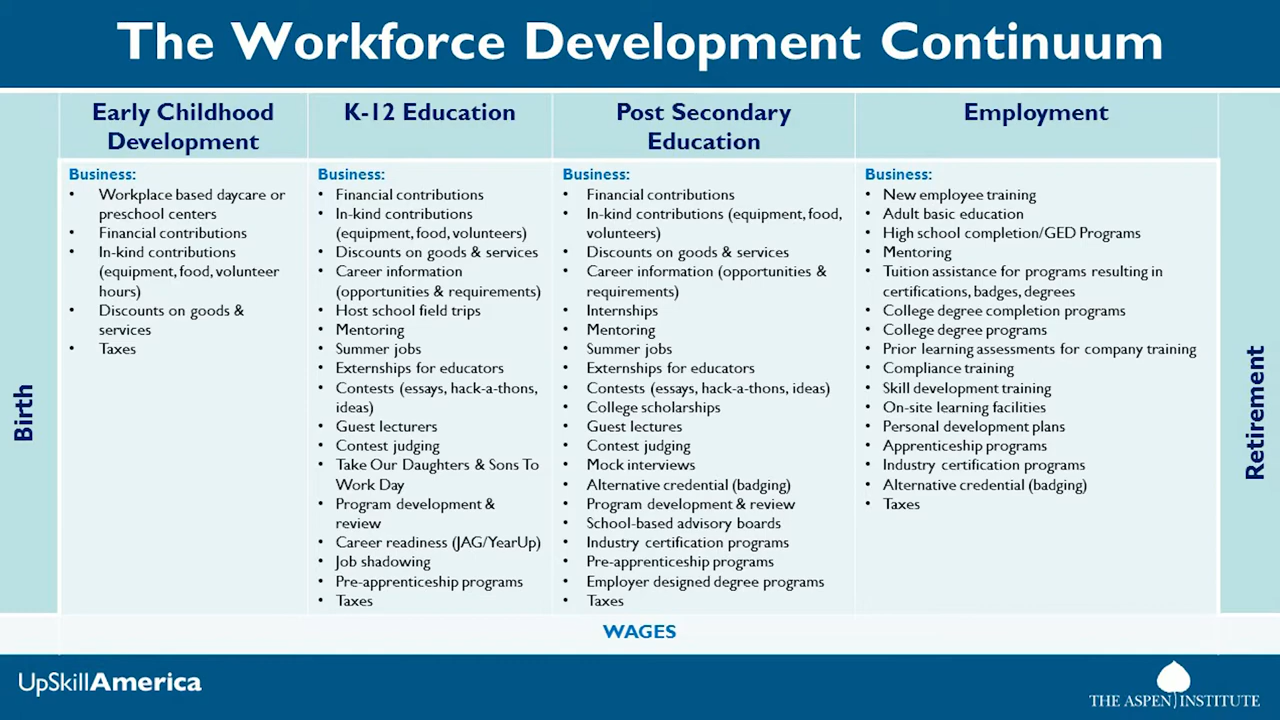 The Workforce Development Continuum
Birth
Early Childhood
Development
Business:
• Workplace based daycare or
preschool centers
• Financial contributions
• In-kind contributions
(equipment, food, volunteer
hours)
• Discounts on goods &
services
• Taxes
K-12 Education
Business:
• Financial contributions
• In-kind contributions
(equipment, food, volunteers)
• Discounts on goods & services
• Career information
(opportunities & requirements)
• Host school field trips
• Mentoring
• Summer jobs
• Externships for educators
• Contests (essays, hack-a-thons,
ideas)
• Guest lecturers
• Contest judging
• Take Our Daughters & Sons To
Work Day
• Program development &
review
• Career readiness (JAG/YearUp)
• Job shadowing
• Pre-apprenticeship programs
• Taxes
Post Secondary
Education
Business:
• Financial contributions
• In-kind contributions (equipment, food,
volunteers)
• Discounts on goods & services
• Career information (opportunities &
requirements)
• Internships
• Mentoring
• Summer jobs
• Externships for educators
• Contests (essays, hack-a-thons, ideas)
• College scholarships
• Guest lectures
• Contest judging
• Mock interviews
• Alternative credential (badging)
• Program development & review
• School-based advisory boards
• Industry certification programs
• Pre-apprenticeship programs
• Employer designed degree programs
• Taxes
Employment
Business:
• New employee training
• Adult basic education
• High school completion/GED Programs
• Mentoring
• Tuition assistance for programs resulting in
certifications, badges, degrees
• College degree completion programs
• College degree programs
• Prior learning assessments for company training
• Compliance training
• Skill development training
• On-site learning facilities
• Personal development plans
• Apprenticeship programs
• Industry certification programs
• Alternative credential (badging)
• Taxes
Retirement
WAGES
UpSkillAmerica
THE ASPEN INSTITUTE